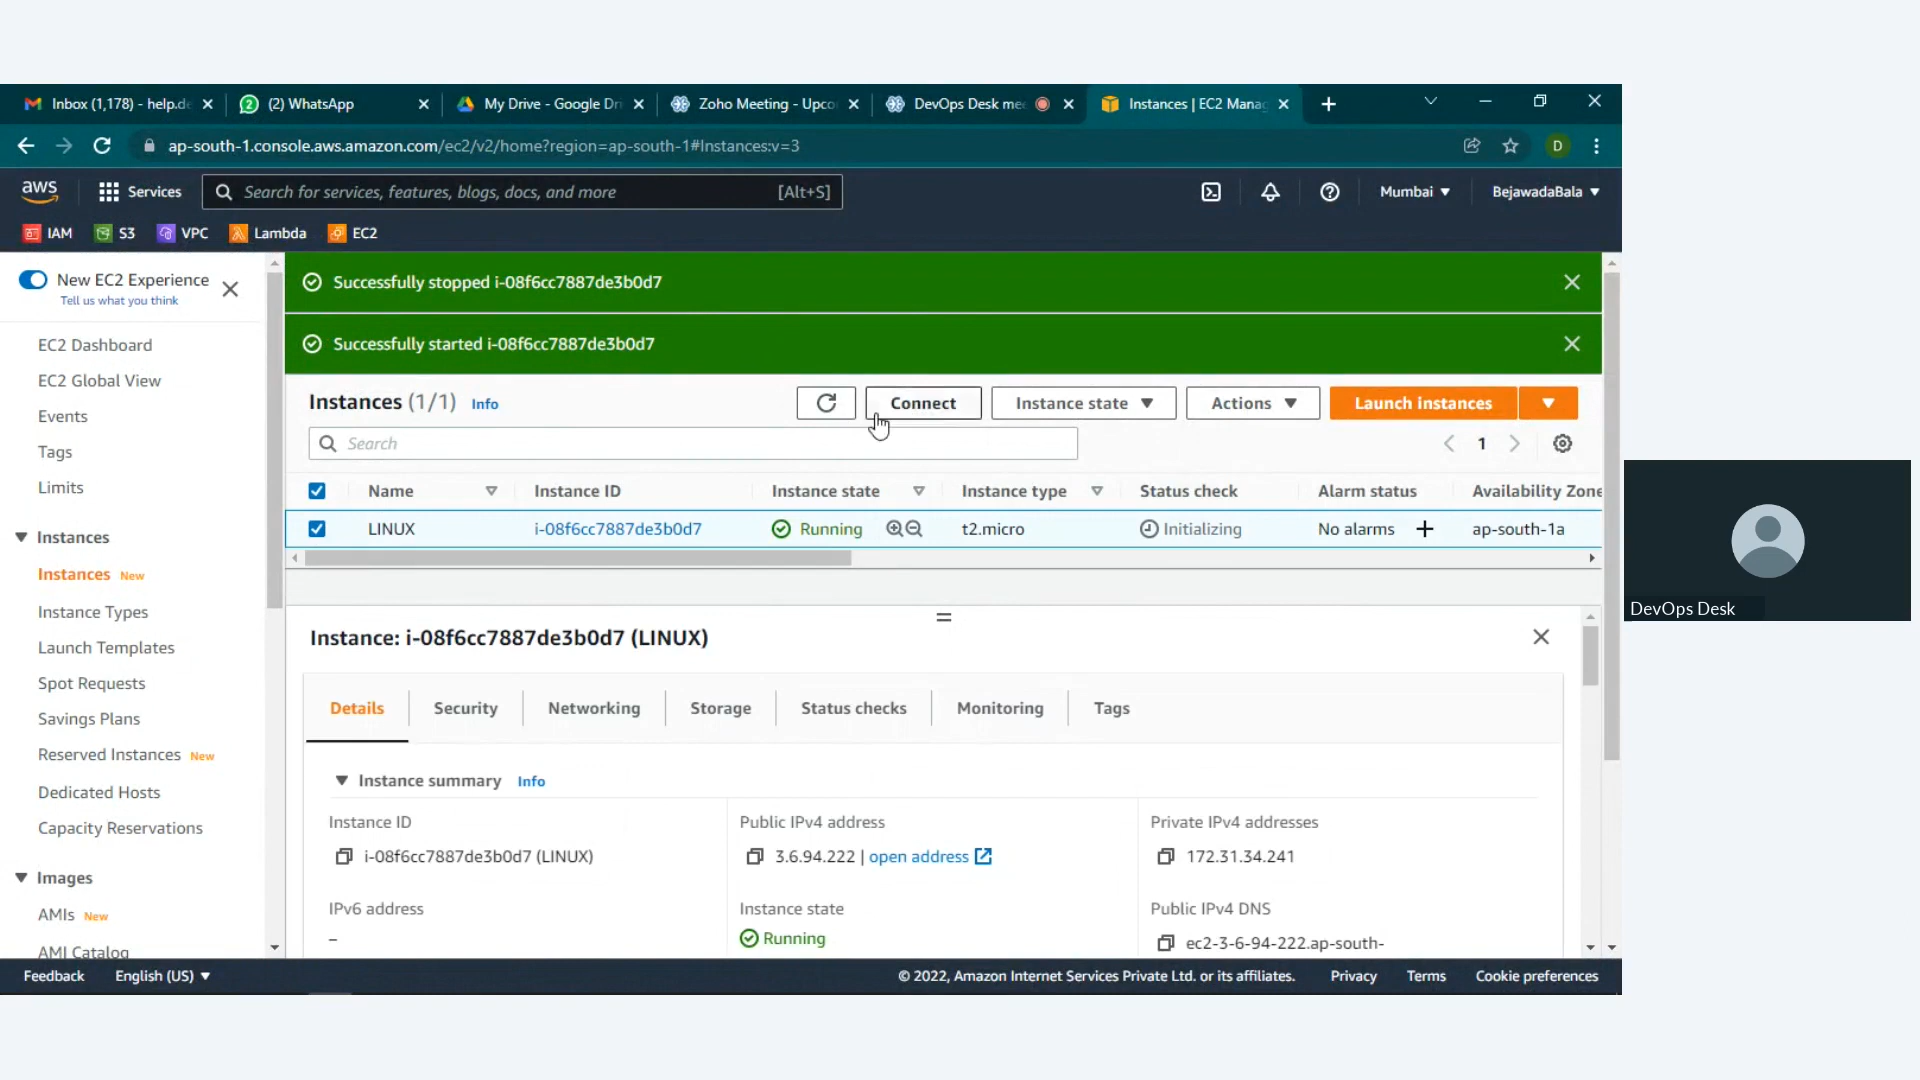 Inbox (1,178) - help.de
2 (2) WhatsApp
My Drive - Google Dri
Zoho Meeting - Upco
DevOps Desk mee
Instances | EC2 Manag
ap-south-1.console.aws.amazon.com/ec2/v2/home?region=ap-south-1#Instances:v=3
D
aws
Services
Search for services, features, blogs, docs, and more [Alt+S]
Mumbai
BejawadaBala
IAM
S3
VPC
Lambda
EC2
New EC2 Experience
Tell us what you think
EC2 Dashboard
EC2 Global View
Events
Tags
Limits
Instances
Instances New
Instance Types
Launch Templates
Spot Requests
Savings Plans
Reserved Instances New
Dedicated Hosts
Capacity Reservations
Images
AMIs New
AMI Catalog
Successfully stopped i-08f6cc7887de3b0d7
Successfully started i-08f6cc7887de3b0d7
Instances (1/1) Info
Connect
Instance state
Actions
Launch instances
Search
1
Name Instance ID Instance state Instance type Status check Alarm status Availability Zone
LINUX i-08f6cc7887de3b0d7 Running t2.micro Initializing No alarms + ap-south-1a
Instance: i-08f6cc7887de3b0d7 (LINUX)
Details Security Networking Storage Status checks Monitoring Tags
Instance summary Info
Instance ID
i-08f6cc7887de3b0d7 (LINUX)
Public IPv4 address
3.6.94.222 | open address
Private IPv4 addresses
172.31.34.241
IPv6 address
–
Instance state
Running
Public IPv4 DNS
ec2-3-6-94-222.ap-south-
Feedback
English (US)
© 2022, Amazon Internet Services Private Ltd. or its affiliates.
Privacy
Terms
Cookie preferences
DevOps Desk